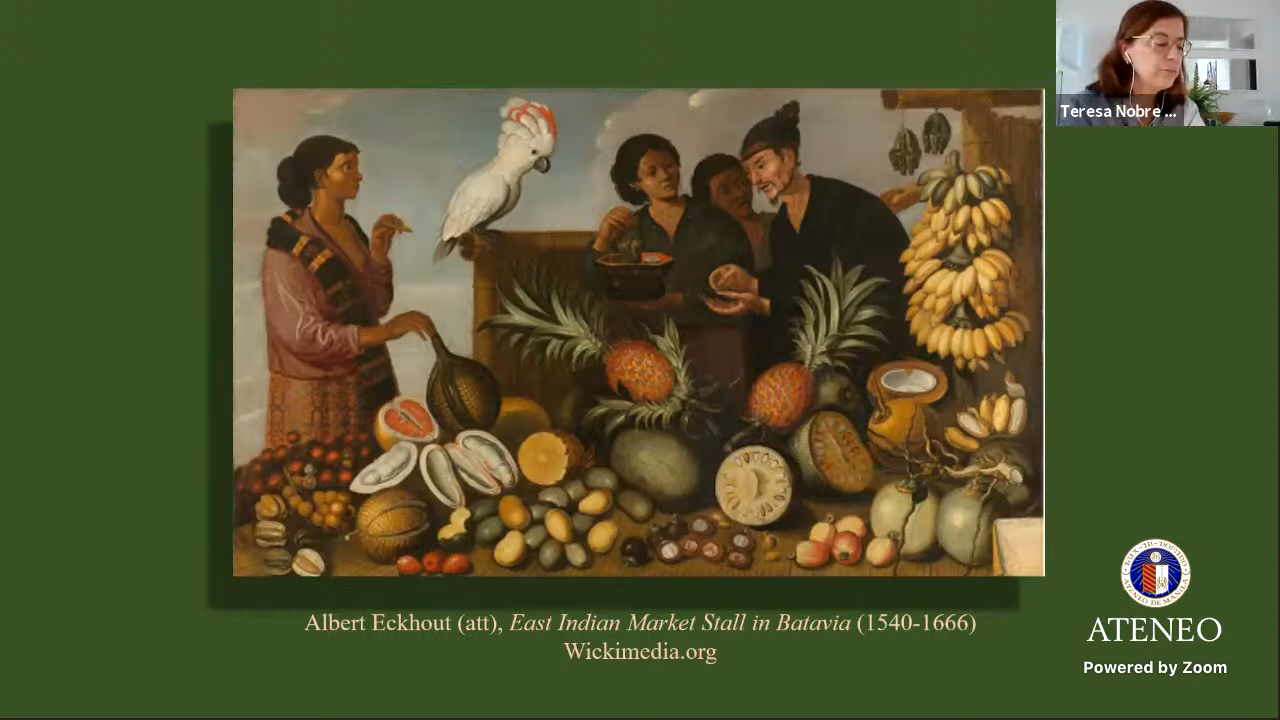 Teresa Nobre ...
Albert Eckhout (att), East Indian Market Stall in Batavia (1540-1666)
Wickimedia.org
ATENEO
Powered by Zoom